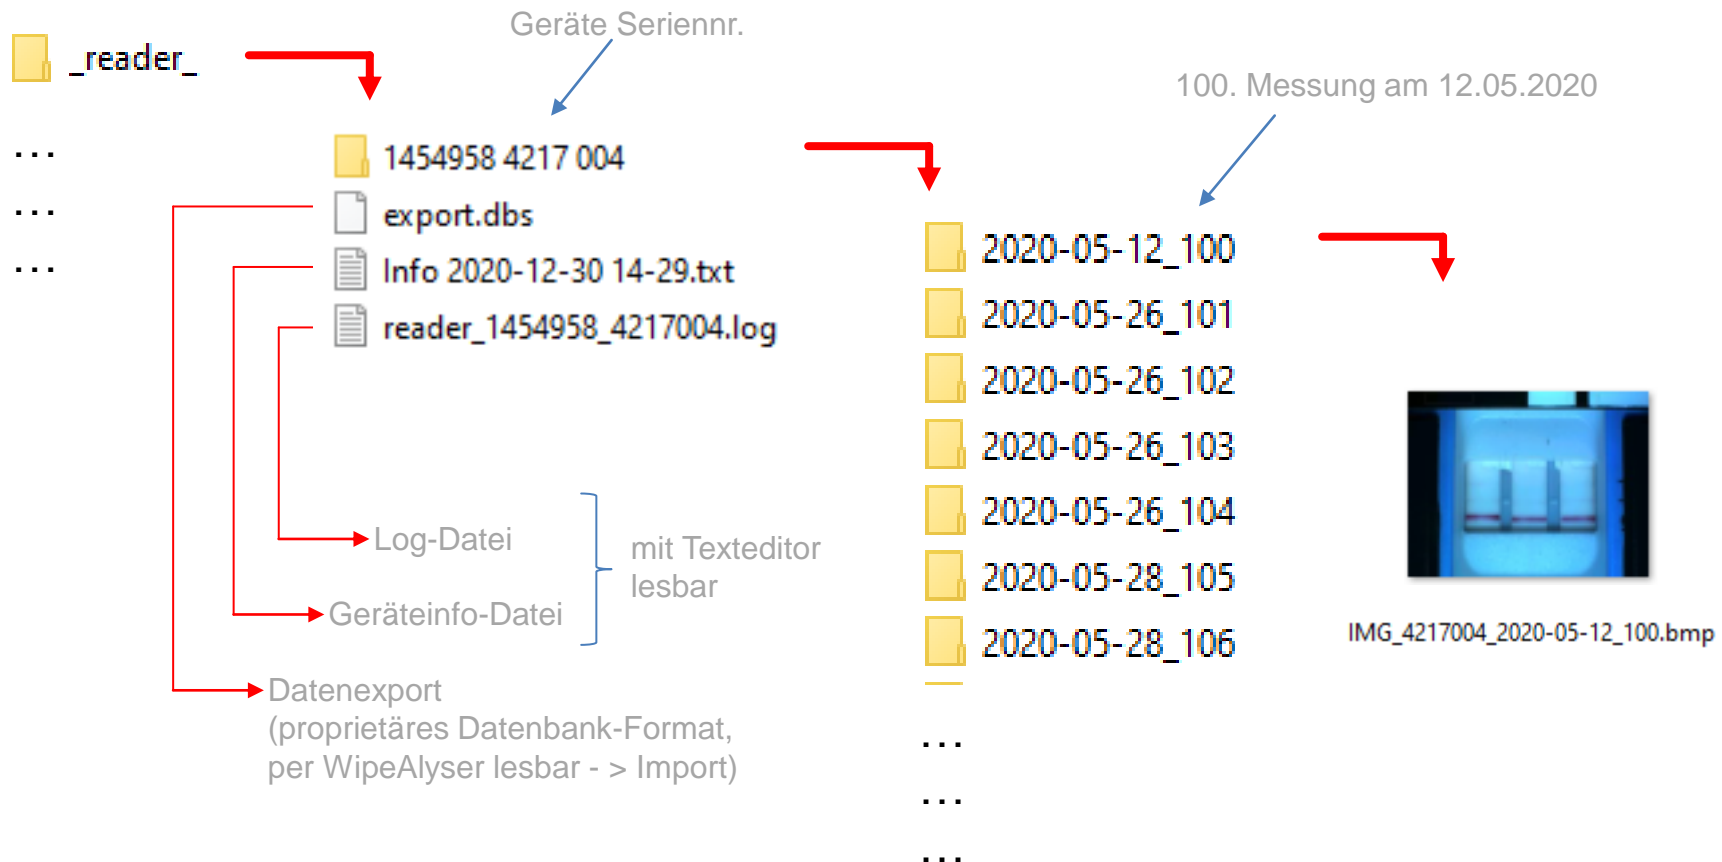 Geräte Seriennr.
_reader_
100. Messung am 12.05.2020
...
1454958 4217 004
...
export.dbs
...
Info 2020-12-30 14-29.txt
reader_1454958_4217004.log
2020-05-12_100
2020-05-26_101
2020-05-26_102
2020-05-26_103
2020-05-26_104
2020-05-28_105
2020-05-28_106
...
...
...
IMG_4217004_2020-05-12_100.bmp
Log-Datei
Geräteinfo-Datei
mit Texteditor
lesbar
Datenexport
(proprietäres Datenbank-Format,
per WipeAlyser lesbar - > Import)